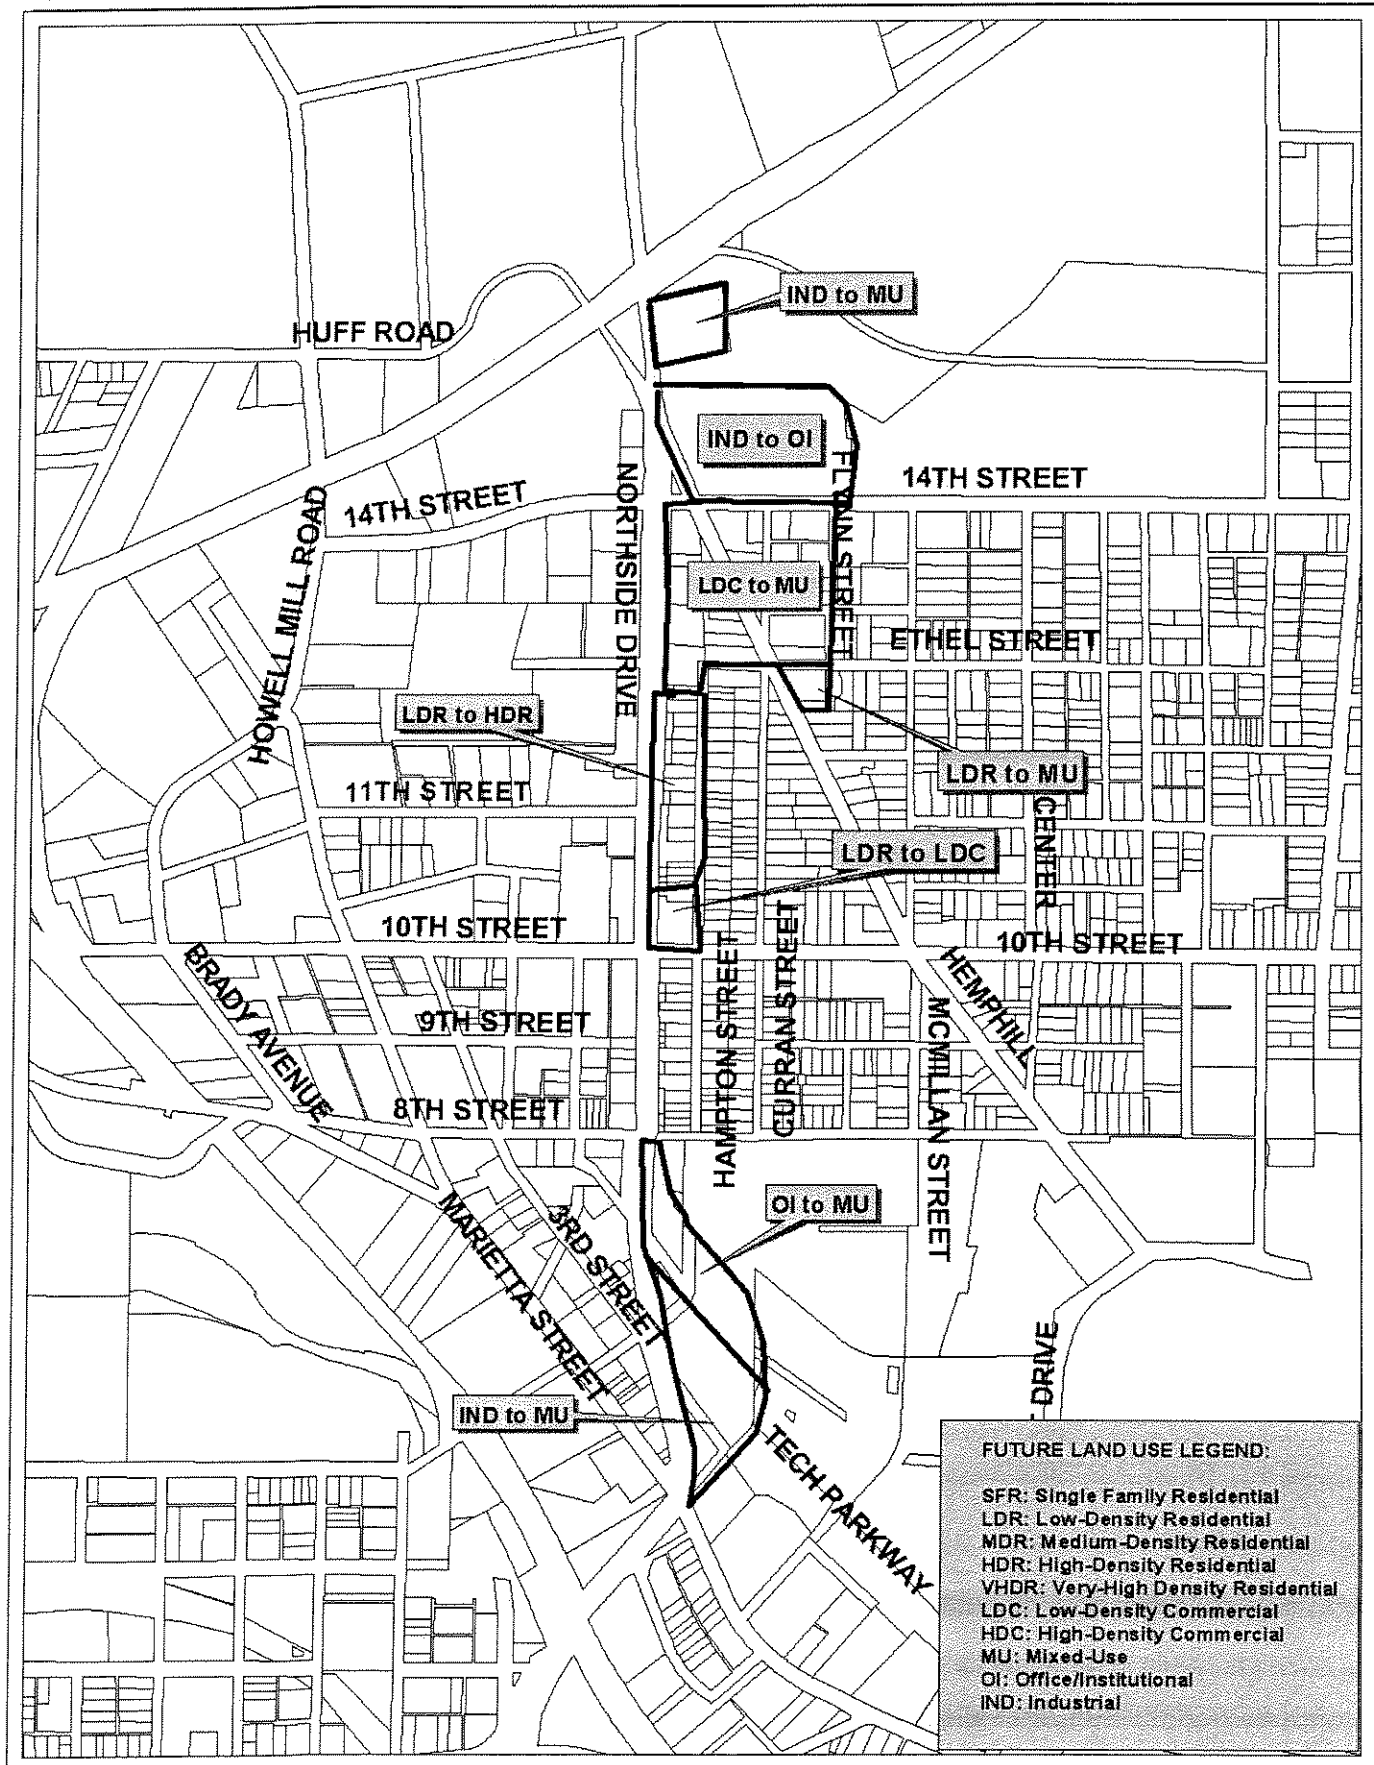 IND to MU
HUFF ROAD
IND to OI
14TH STREET
14TH STREET
NORTHSIDE DRIVE
FLYNN STREET
HOWELL MILL ROAD
LDC to MU
ETHEL STREET
LDR to HDR
LDR to MU
11TH STREET
CENTER
LDR to LDC
10TH STREET
10TH STREET
BRADY AVENUE
HAMPTON STREET
CURRAN STREET
HEMPHILL
MCMILLAN STREET
9TH STREET
8TH STREET
OI to MU
MARIETTA STREET
3RD STREET
DRIVE
IND to MU
TECH PARKWAY
FUTURE LAND USE LEGEND:
SFR: Single Family Residential
LDR: Low-Density Residential
MDR: Medium-Density Residential
HDR: High-Density Residential
VHDR: Very-High Density Residential
LDC: Low-Density Commercial
HDC: High-Density Commercial
MU: Mixed-Use
OI: Office/Institutional
IND: Industrial